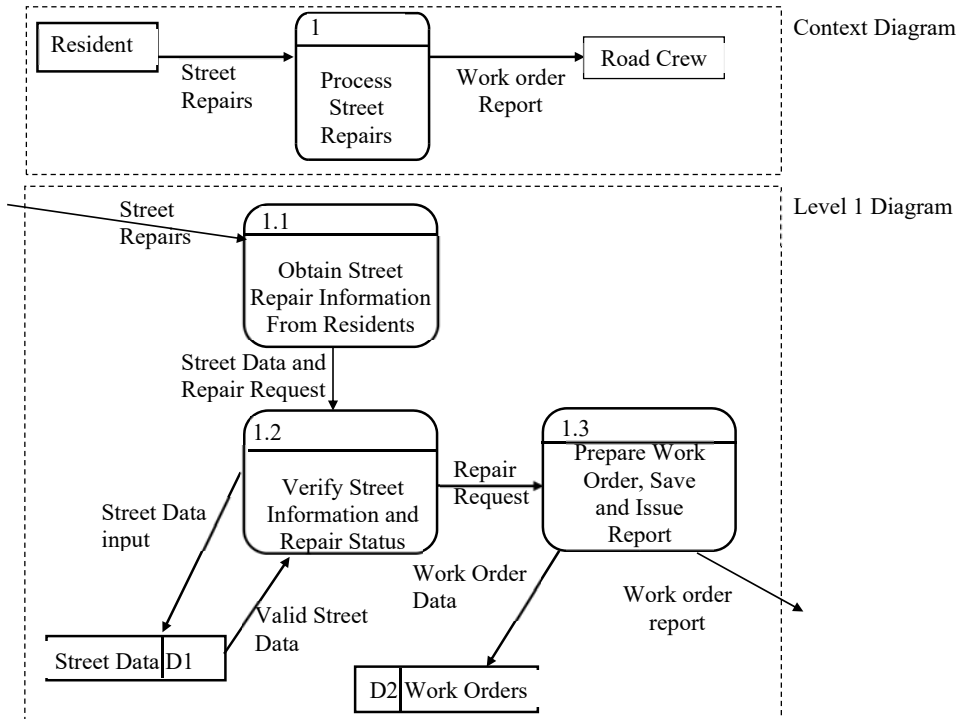 Context Diagram
Resident
1
Process
Street
Repairs
Street
Repairs
Work order
Report
Road Crew
Level 1 Diagram
Street
Repairs
1.1
Obtain Street
Repair Information
From Residents
Street Data and
Repair Request
1.2
Verify Street
Information and
Repair Status
Repair
Request
1.3
Prepare Work
Order, Save
and Issue
Report
Street Data
input
Valid Street
Data
Work Order
Data
Work order
report
Street Data D1
D2 Work Orders